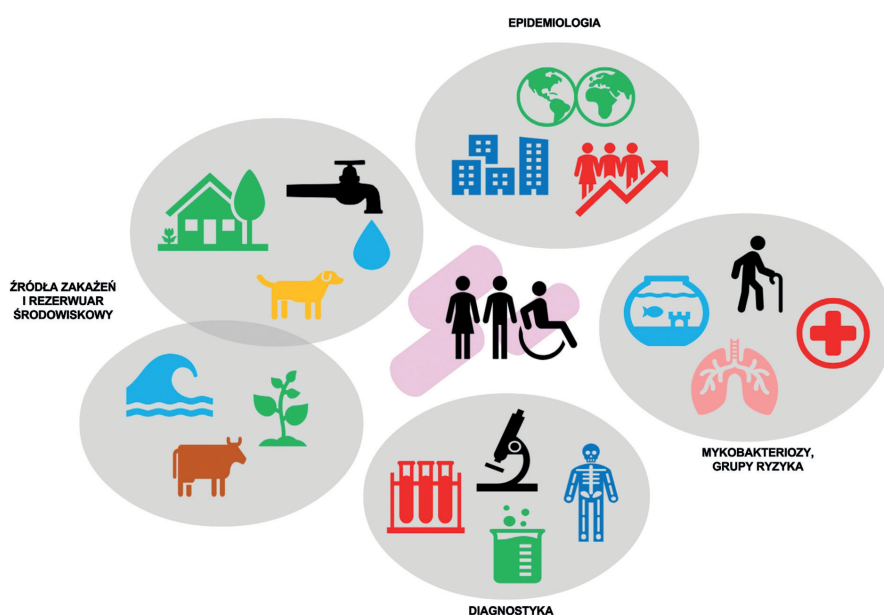 EPIDEMIOLOGIA
ŹRÓDŁA ZAKAŻEŃ
I REZERWUAR
ŚRODOWISKOWY
MYKOBAKTERIOZY,
GRUPY RYZYKA
DIAGNOSTYKA